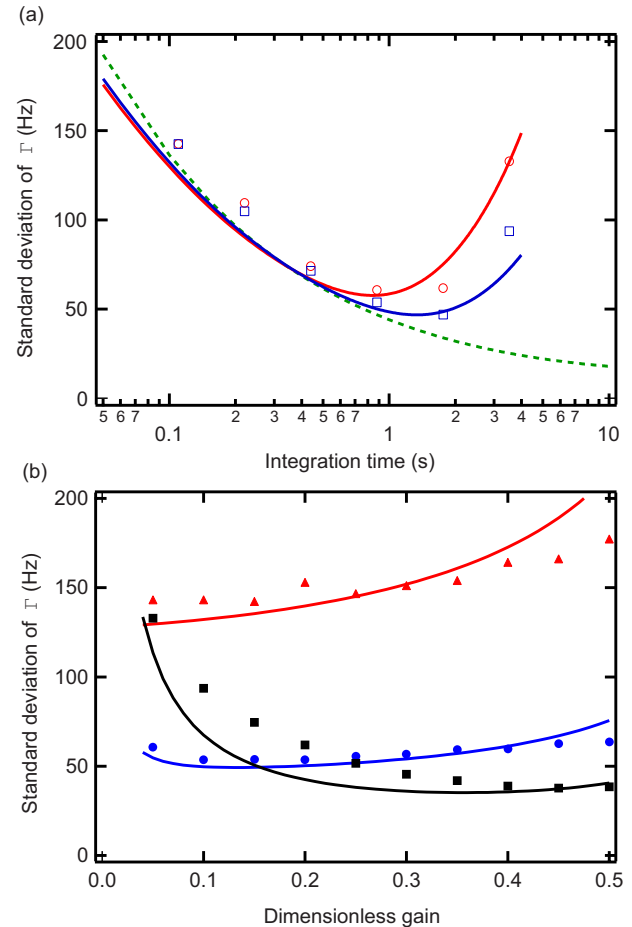 (a)
200
150
100
50
0
Standard deviation of Γ (Hz)
5 6 7 2 3 4 5 6 7 2 3 4 5 6 7
0.1 1 10
Integration time (s)
(b)
200
150
100
50
0
Standard deviation of Γ (Hz)
0.0 0.1 0.2 0.3 0.4 0.5
Dimensionless gain